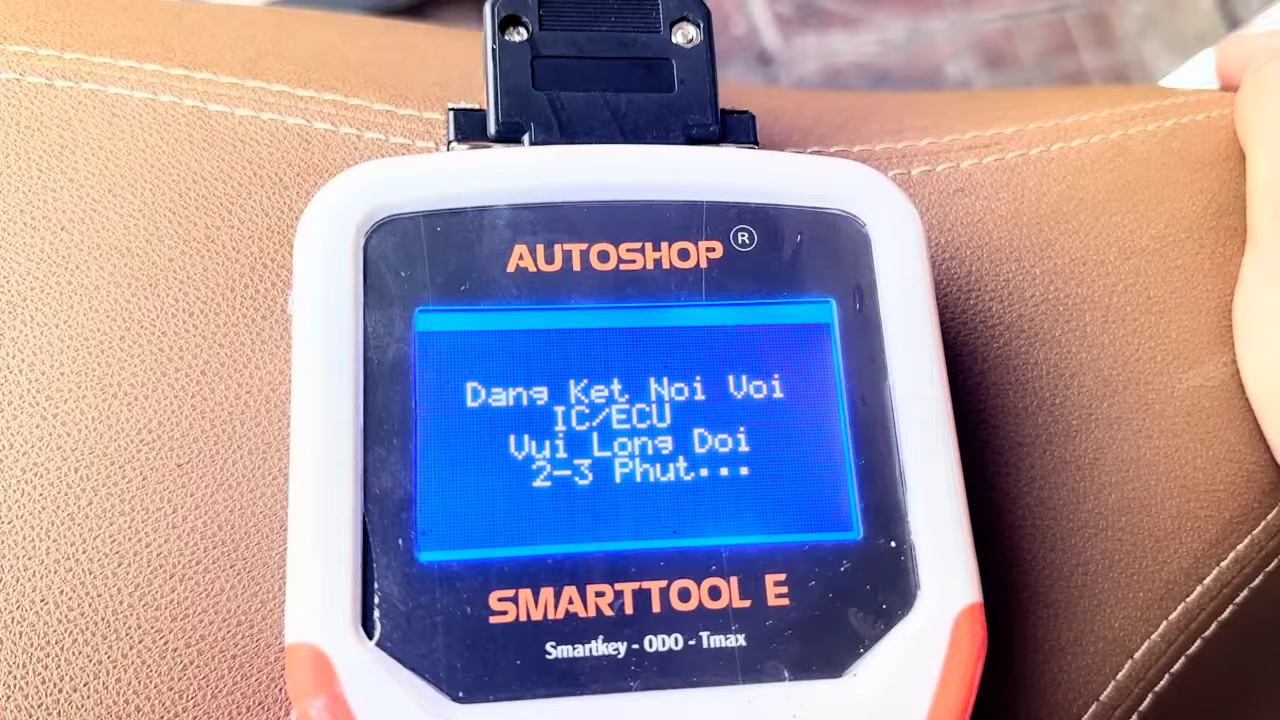 AUTOSHOP ®
Dang Ket Noi Voi
IC/ECU
Vui Long Doi
2-3 Phut...
SMARTTOOL E
Smartkey - ODO - Tmax